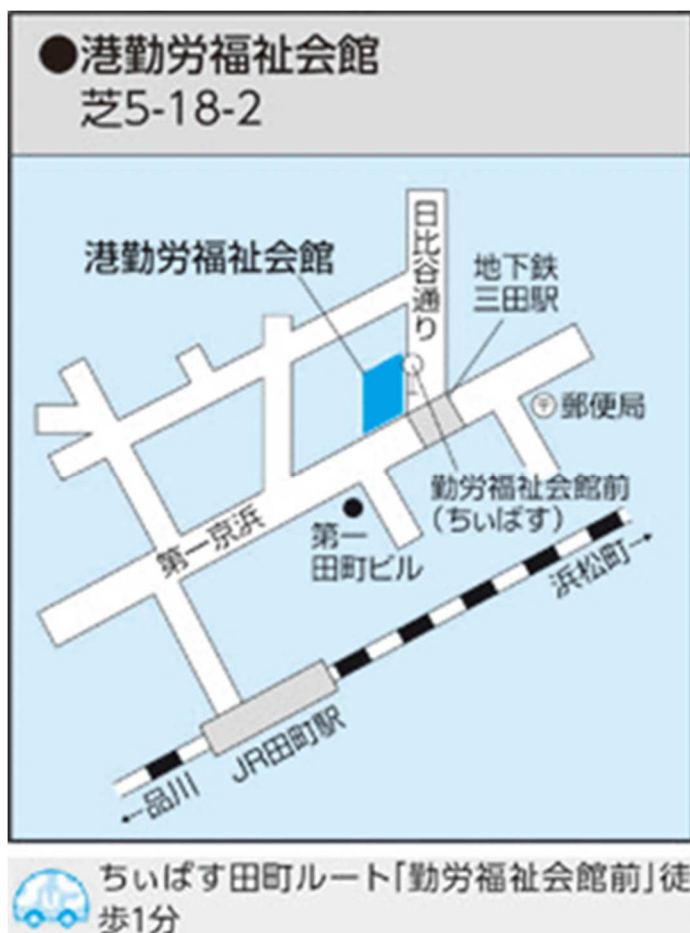 ●港勤労福祉会館
芝5-18-2
港勤労福祉会館
日比谷通り
地下鉄
三田駅
〒郵便局
勤労福祉会館前
(ちぃばす)
第一京浜
第一
田町ビル
浜松町→
JR田町駅
←品川
ちぃばす田町ルート「勤労福祉会館前」徒
歩1分